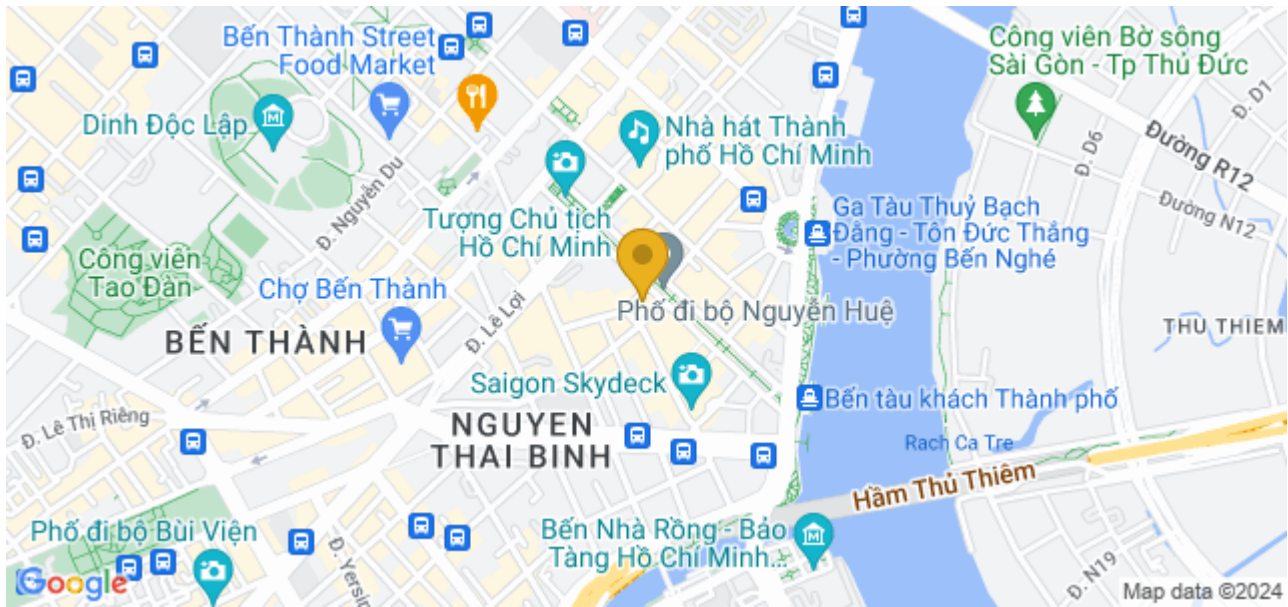 Bến Thành Street
Food Market
Công viên Bờ sông
Sài Gòn - Tp Thủ Đức
Đ. D1
Dinh Độc Lập
Nhà hát Thành
phố Hồ Chí Minh
Đ. D6
Đường R12
Đ. Nguyễn Du
Tượng Chủ tịch
Hồ Chí Minh
Ga Tàu Thuỷ Bạch
Đằng - Tôn Đức Thắng
- Phường Bến Nghé
Đường N12
Công viên
Tao Đàn
Chợ Bến Thành
Phố đi bộ Nguyễn Huệ
THU THIEM
BẾN THÀNH
Đ. Lê Lợi
Saigon Skydeck
Bến tàu khách Thành phố
Đ. Lê Thị Riêng
NGUYEN
THAI BINH
Rach Ca Tre
Hầm Thủ Thiêm
Phố đi bộ Bùi Viện
Đ. Yersin
Bến Nhà Rồng - Bảo
Tàng Hồ Chí Minh...
Đ. N19
Google
Map data ©2024